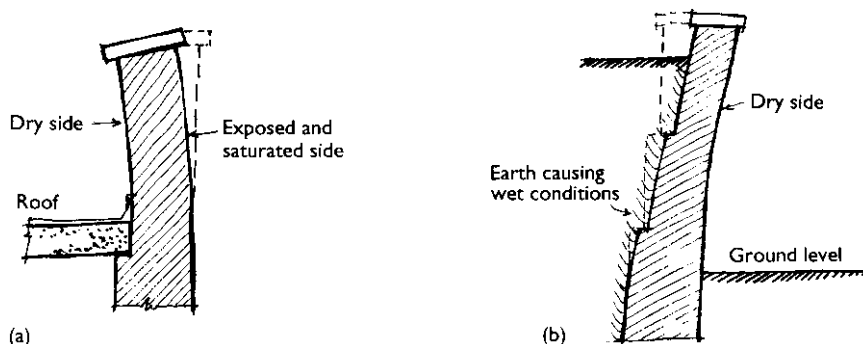 Dry side
Exposed and
saturated side
Roof
(a)
Dry side
Earth causing
wet conditions
Ground level
(b)